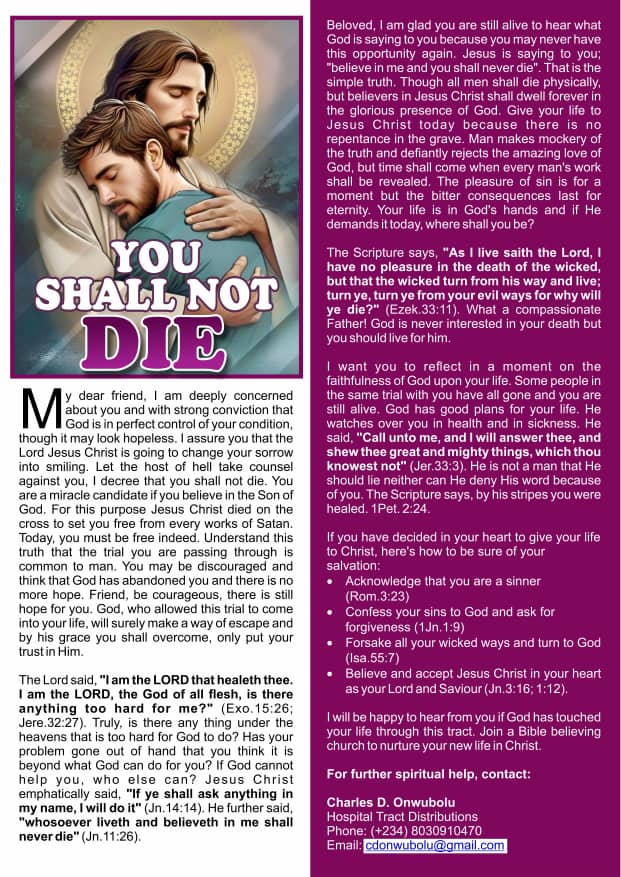 YOU
SHALL NOT
DIE
My dear friend, I am deeply concerned
about you and with strong conviction that
God is in perfect control of your condition,
though it may look hopeless. I assure you that the
Lord Jesus Christ is going to change your sorrow
into smiling. Let the host of hell take counsel
against you, I decree that you shall not die. You
are a miracle candidate if you believe in the Son of
God. For this purpose Jesus Christ died on the
cross to set you free from every works of Satan.
Today, you must be free indeed. Understand this
truth that the trial you are passing through is
common to man. You may be discouraged and
think that God has abandoned you and there is no
more hope. Friend, be courageous, there is still
hope for you. God, who allowed this trial to come
into your life, will surely make a way of escape and
by his grace you shall overcome, only put your
trust in Him.
The Lord said, "I am the LORD that healeth thee.
I am the LORD, the God of all flesh, is there
anything too hard for me?" (Exo.15:26;
Jere.32:27). Truly, is there any thing under the
heavens that is too hard for God to do? Has your
problem gone out of hand that you think it is
beyond what God can do for you? If God cannot
help you, who else can? Jesus Christ
emphatically said, "If ye shall ask anything in
my name, I will do it" (Jn.14:14). He further said,
"whosoever liveth and believeth in me shall
never die" (Jn.11:26).
Beloved, I am glad you are still alive to hear what
God is saying to you because you may never have
this opportunity again. Jesus is saying to you;
"believe in me and you shall never die". That is the
simple truth. Though all men shall die physically,
but believers in Jesus Christ shall dwell forever in
the glorious presence of God. Give your life to
Jesus Christ today because there is no
repentance in the grave. Man makes mockery of
the truth and defiantly rejects the amazing love of
God, but time shall come when every man's work
shall be revealed. The pleasure of sin is for a
moment but the bitter consequences last for
eternity. Your life is in God's hands and if He
demands it today, where shall you be?
The Scripture says, "As I live saith the Lord, I
have no pleasure in the death of the wicked,
but that the wicked turn from his way and live;
turn ye, turn ye from your evil ways for why will
ye die?" (Ezek.33:11). What a compassionate
Father! God is never interested in your death but
you should live for him.
I want you to reflect in a moment on the
faithfulness of God upon your life. Some people in
the same trial with you have all gone and you are
still alive. God has good plans for your life. He
watches over you in health and in sickness. He
said, "Call unto me, and I will answer thee, and
shew thee great and mighty things, which thou
knowest not" (Jer.33:3). He is not a man that He
should lie neither can He deny His word because
of you. The Scripture says, by his stripes you were
healed. 1Pet. 2:24.
If you have decided in your heart to give your life
to Christ, here's how to be sure of your
salvation:
• Acknowledge that you are a sinner
(Rom.3:23)
• Confess your sins to God and ask for
forgiveness (1Jn.1:9)
• Forsake all your wicked ways and turn to God
(Isa.55:7)
• Believe and accept Jesus Christ in your heart
as your Lord and Saviour (Jn.3:16; 1:12).
I will be happy to hear from you if God has touched
your life through this tract. Join a Bible believing
church to nurture your new life in Christ.
For further spiritual help, contact:
Charles D. Onwubolu
Hospital Tract Distributions
Phone: (+234) 8030910470
Email: cdonwubolu@gmail.com